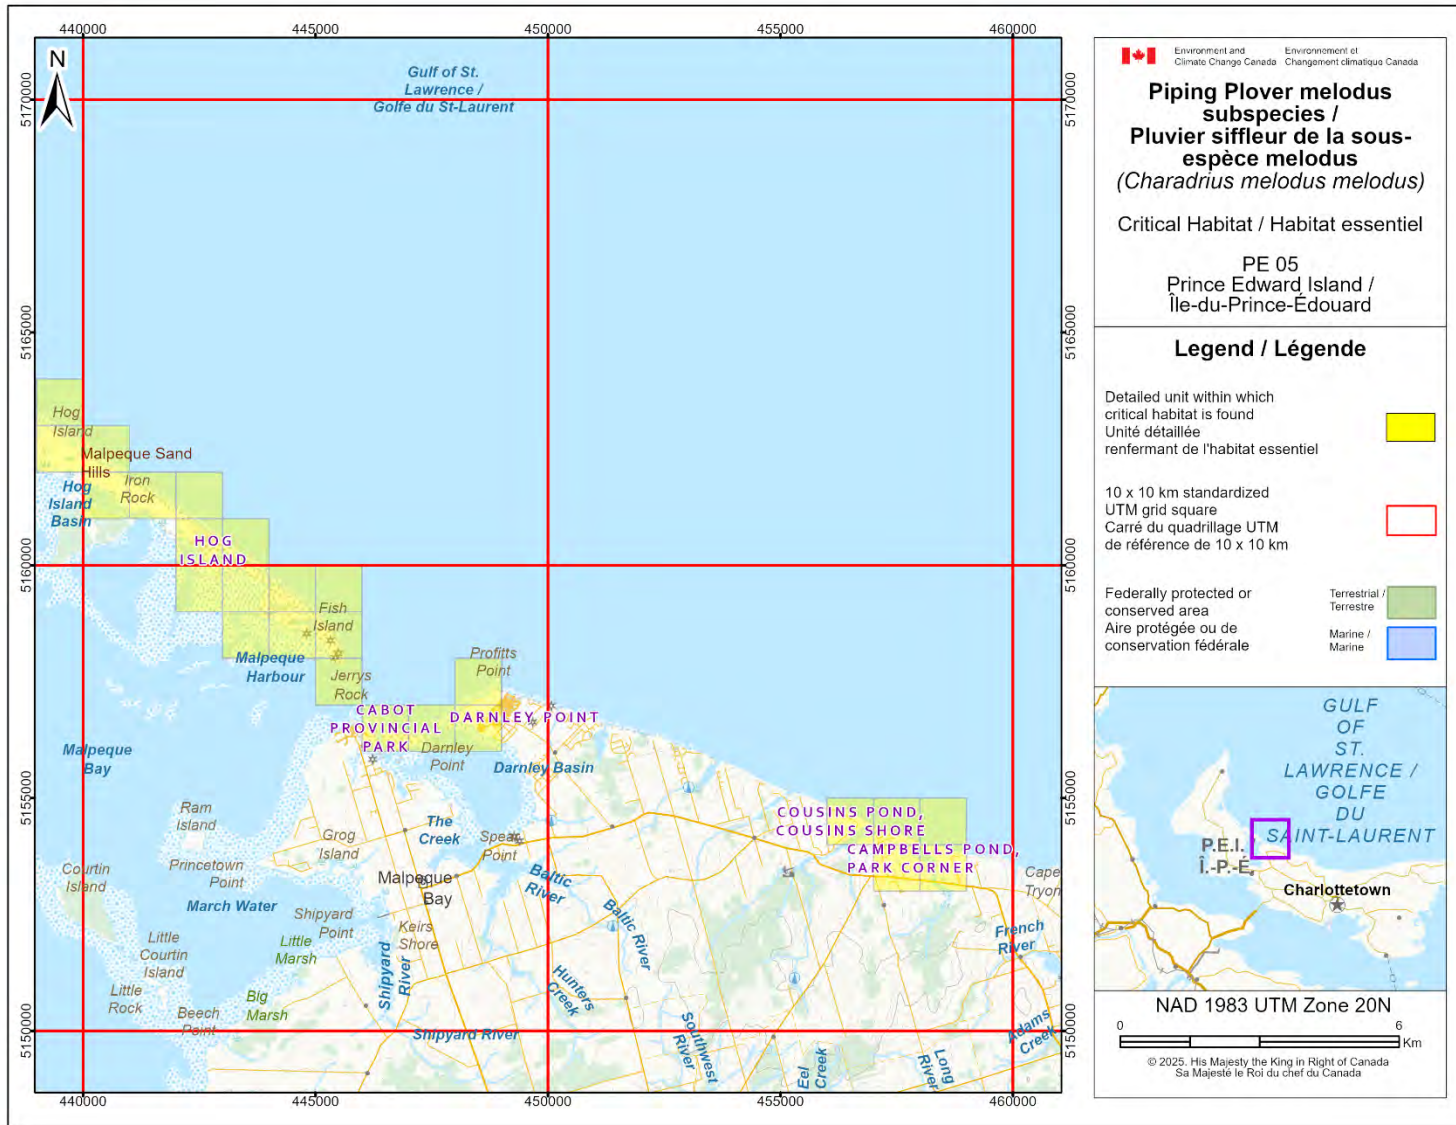 440000
445000
450000
455000
460000
N
Gulf of St.
Lawrence /
Golfe du St-Laurent
5170000
5170000
5165000
5165000
Hog
Island
Malpeque Sand
Hills
Iron
Rock
Hog
Island
Basin
HOG
ISLAND
5160000
5160000
Fish
Island
Malpeque
Harbour
Jerrys
Rock
Profitts
Point
CABOT
PROVINCIAL
PARK
DARNLEY POINT
Darnley
Point
Darnley Basin
Malpeque
Bay
5155000
5155000
Ram
Island
Grog
Island
The
Creek
Spear
Point
COUSINS POND,
COUSINS SHORE
CAMPBELLS POND,
PARK CORNER
Cape
Tryon
Courtin
Island
Princetown
Point
Malpeque
Bay
Baltic
River
March Water
Shipyard
Point
Keirs
Shore
Baltic River
French
River
Little
Courtin
Island
Little
Marsh
Shipyard
River
Hunters
Creek
Little
Rock
Big
Marsh
Beech
Point
Shipyard River
Southwest
River
Eel
Creek
Long
River
Adams
Creek
5150000
5150000
440000
445000
450000
455000
460000
Environment and
Climate Change Canada
Environnement et
Changement climatique Canada
Piping Plover melodus
subspecies /
Pluvier siffleur de la sous-
espèce melodus
(Charadrius melodus melodus)
Critical Habitat / Habitat essentiel
PE 05
Prince Edward Island /
Île-du-Prince-Édouard
Legend / Légende
Detailed unit within which
critical habitat is found
Unité détaillée
renfermant de l'habitat essentiel
10 x 10 km standardized
UTM grid square
Carré du quadrillage UTM
de référence de 10 x 10 km
Federally protected or
conserved area
Aire protégée ou de
conservation fédérale
Terrestrial /
Terrestre
Marine /
Marine
GULF
OF
ST.
LAWRENCE /
GOLFE
DU
SAINT-LAURENT
P.E.I.
Î.-P.-É.
Charlottetown
NAD 1983 UTM Zone 20N
0
6
Km
© 2025. His Majesty the King in Right of Canada
Sa Majesté le Roi du chef du Canada